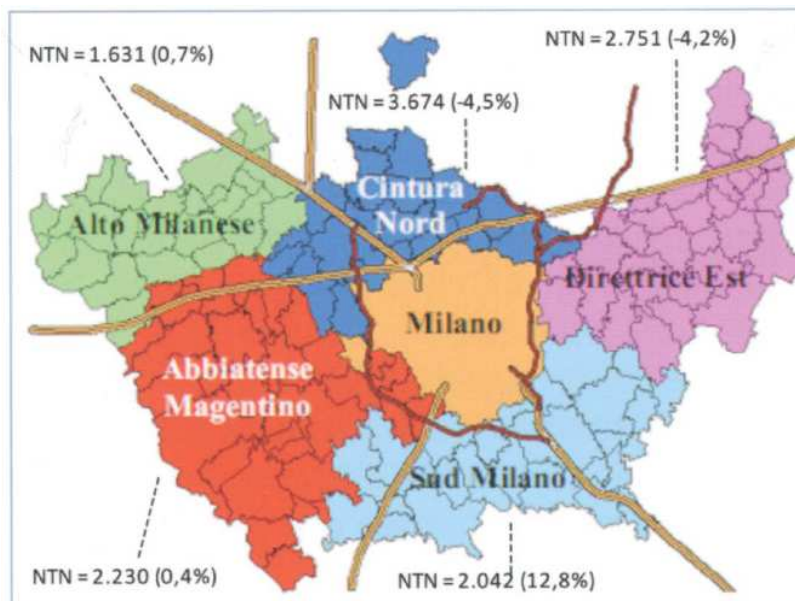 NTN = 1.631 (0,7%)
NTN = 2.751 (-4,2%)
NTN = 3.674 (-4,5%)
Cintura
Nord
Alto Milanese
Direttrice Est
Milano
Abbiatense
Magentino
Sud Milano
NTN = 2.230 (0,4%)
NTN = 2.042 (12,8%)